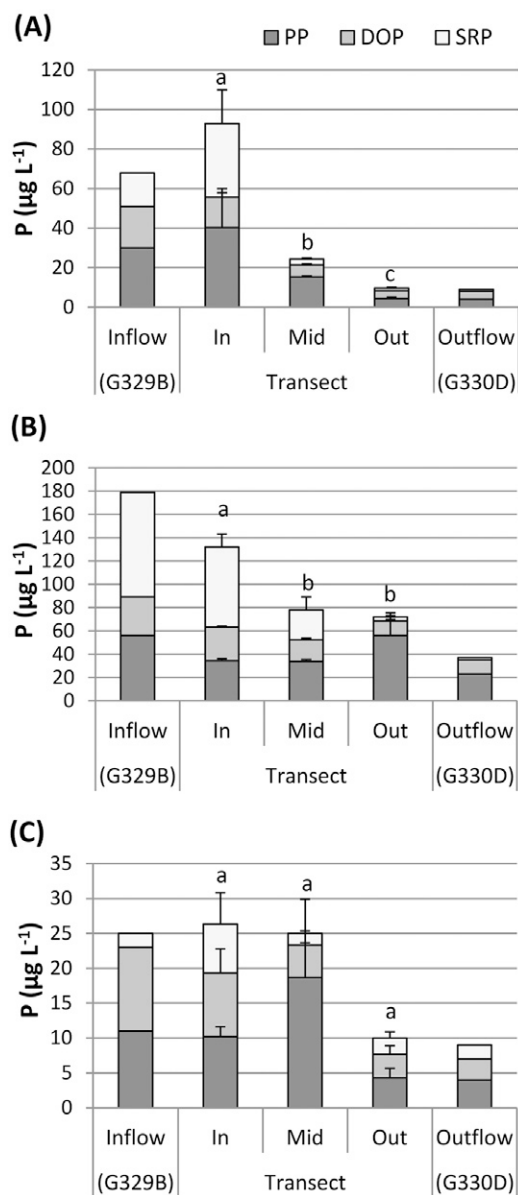 (A)
PP DOP SRP
120
100
80
60
40
20
0
P (µg L-1)
a
b
c
Inflow In Mid Out Outflow
(G329B) Transect (G330D)
(B)
200
180
160
140
120
100
80
60
40
20
0
P (µg L-1)
a
b
b
Inflow In Mid Out Outflow
(G329B) Transect (G330D)
(C)
35
30
25
20
15
10
5
0
P (µg L-1)
a
a
a
Inflow In Mid Out Outflow
(G329B) Transect (G330D)